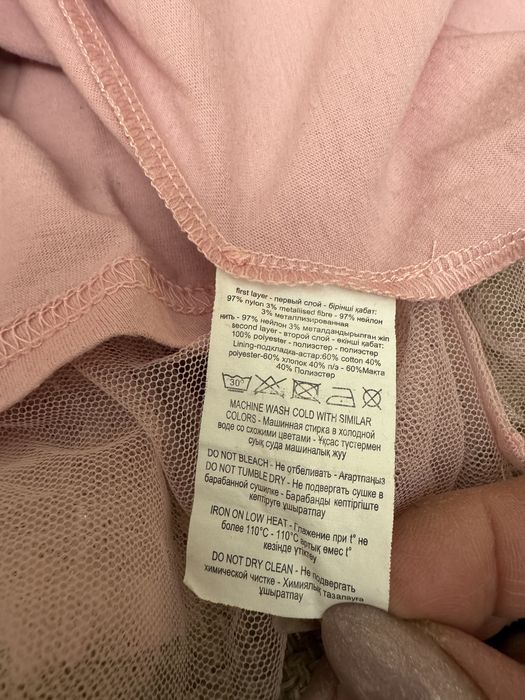 first layer - первый слой - бірінші қабат:
97% nylon 3% metallised fibre - 97% нейлон
3% металлизированная
нить - 97% нейлон 3% металдандырылған жіп
second layer - второй слой - екінші қабат:
100% polyester - полиэстер - полиэстер
Lining-подкладка-астар:60% cotton 40%
polyester-60% хлопок 40% п/э - 60%Мақта
40% Полиэстер
30°
MACHINE WASH COLD WITH SIMILAR
COLORS - Машинная стирка в холодной
воде со схожими цветами - Ұқсас түстермен
суық суда машиналық жуу
DO NOT BLEACH - Не отбеливать - Ағартпаңыз
DO NOT TUMBLE DRY - Не подвергать сушке в
барабанной сушилке - Барабанды кептіргіште
кептіруге ұшыратпау
IRON ON LOW HEAT - Глажение при t° не
более 110°C - 110°C артық емес t°
кезінде үтіктеу
DO NOT DRY CLEAN - Не подвергать
химической чистке - Химиялық тазалауға
ұшыратпау